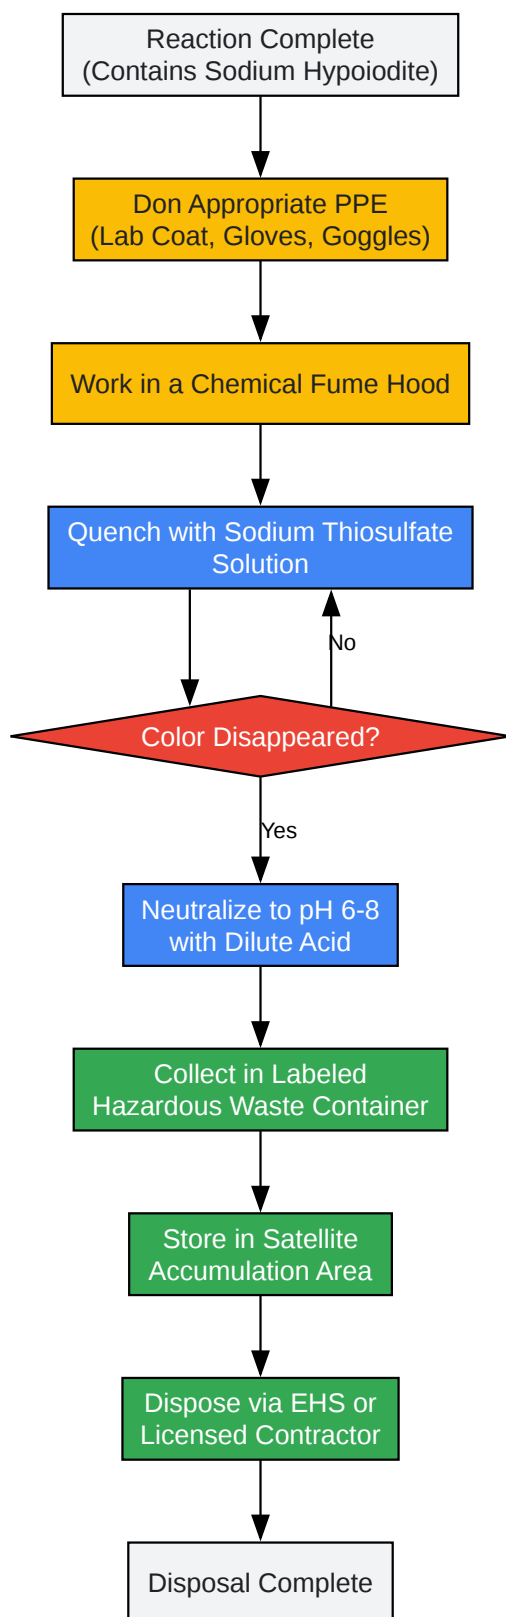 Reaction Complete
(Contains Sodium Hypoiodite)
Don Appropriate PPE
(Lab Coat, Gloves, Goggles)
Work in a Chemical Fume Hood
Quench with Sodium Thiosulfate
Solution
No
Color Disappeared?
Yes
Neutralize to pH 6-8
with Dilute Acid
Collect in Labeled
Hazardous Waste Container
Store in Satellite
Accumulation Area
Dispose via EHS or
Licensed Contractor
Disposal Complete